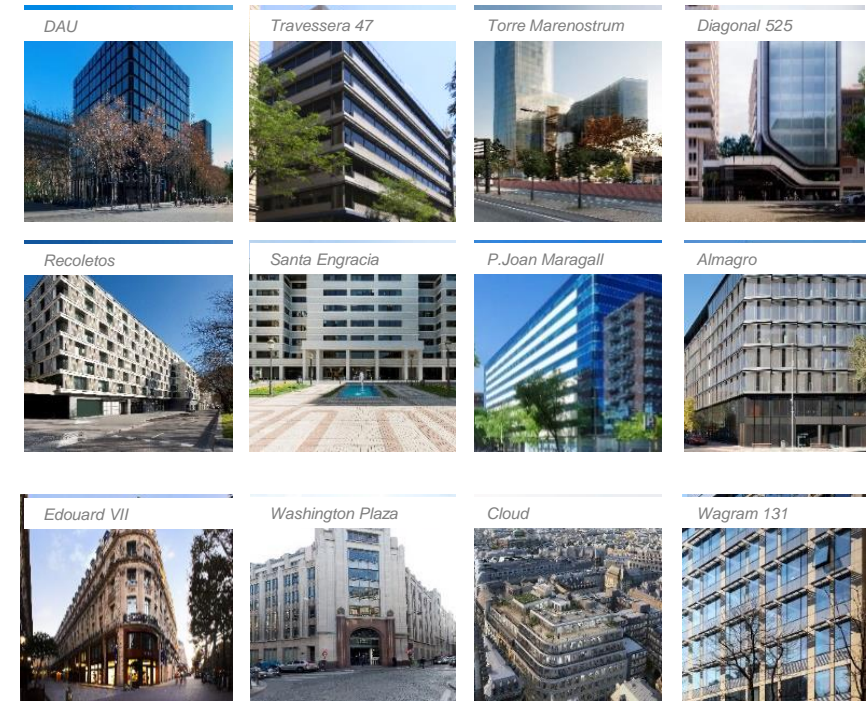 DAU
Travessera 47
Torre Marenostrum
Diagonal 525
Recoletos
Santa Engracia
P.Joan Maragall
Almagro
Edouard VII
Washington Plaza
Cloud
Wagram 131